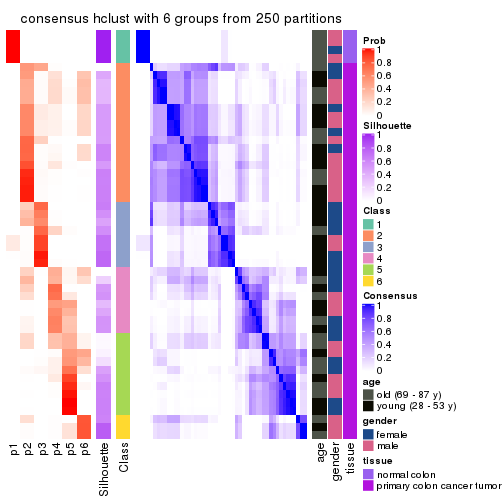 consensus hclust with 6 groups from 250 partitions
Prob
1
0.8
0.6
0.4
0.2
0
Silhouette
1
0.8
0.6
0.4
0.2
0
Class
1
2
3
4
5
6
Consensus
1
0.8
0.6
0.4
0.2
0
age
old (69 - 87 y)
young (28 - 53 y)
gender
female
male
tissue
normal colon
primary colon cancer tumor
p1
p2
p3
p4
p5
p6
Silhouette
Class
age
gender
tissue